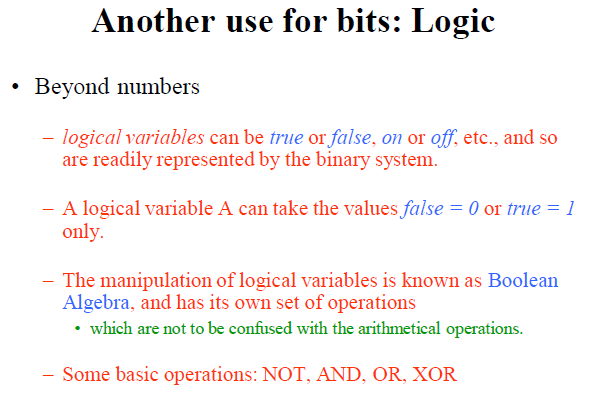 Another use for bits: Logic
• Beyond numbers
– logical variables can be true or false, on or off, etc., and so
are readily represented by the binary system.
– A logical variable A can take the values false = 0 or true = 1
only.
– The manipulation of logical variables is known as Boolean
Algebra, and has its own set of operations
• which are not to be confused with the arithmetical operations.
– Some basic operations: NOT, AND, OR, XOR